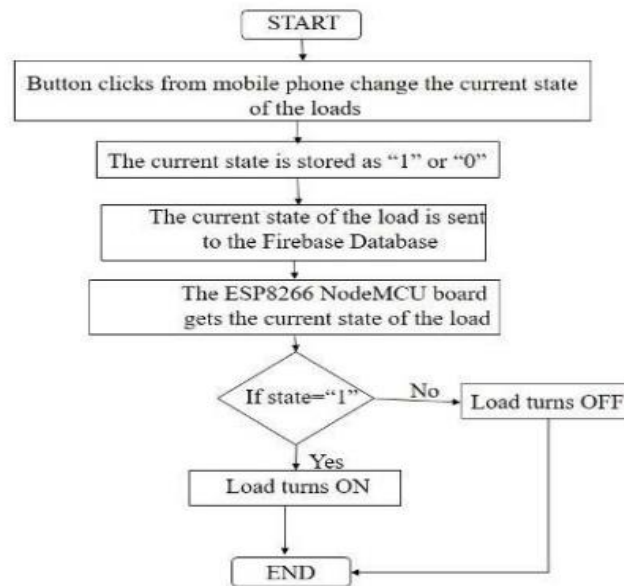 START
Button clicks from mobile phone change the current state
of the loads
The current state is stored as “1” or “0”
The current state of the load is sent
to the Firebase Database
The ESP8266 NodeMCU board
gets the current state of the load
If state=“1”
No
Load turns OFF
Yes
Load turns ON
END